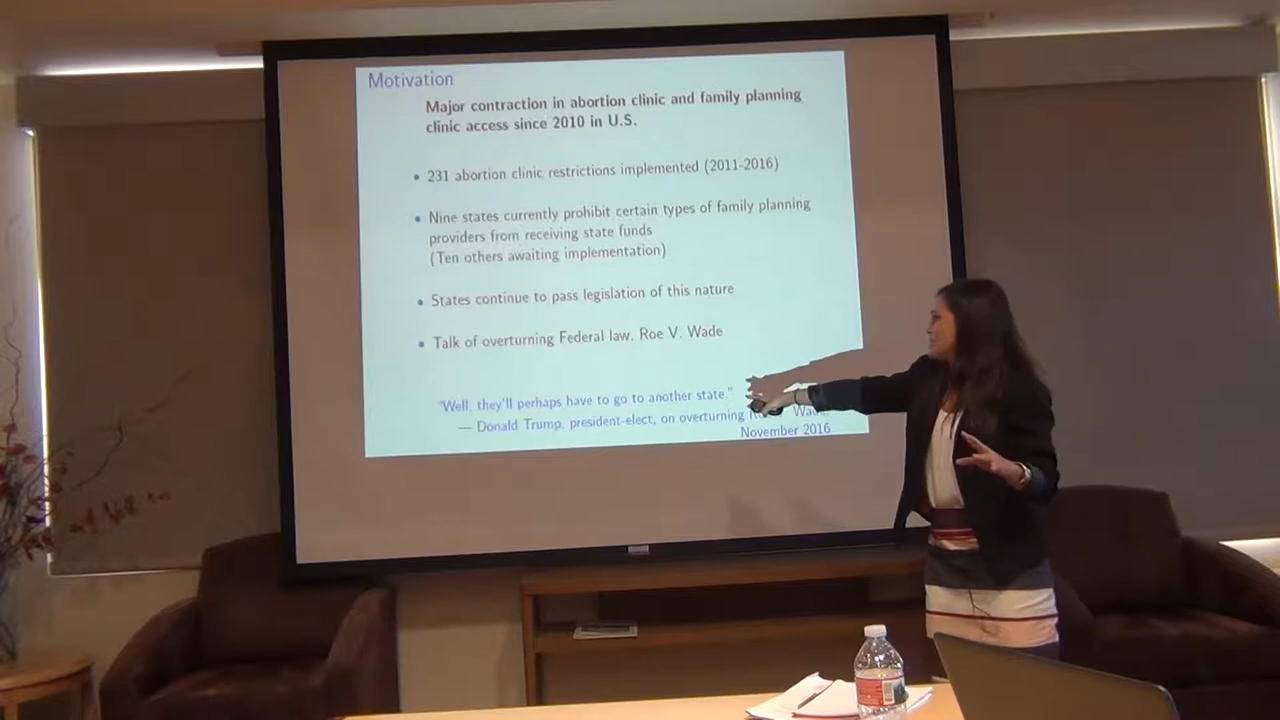 Motivation
Major contraction in abortion clinic and family planning
clinic access since 2010 in U.S.
• 231 abortion clinic restrictions implemented (2011-2016)
• Nine states currently prohibit certain types of family planning
providers from receiving state funds
(Ten others awaiting implementation)
• States continue to pass legislation of this nature
• Talk of overturning Federal law, Roe V. Wade
"Well, they'll perhaps have to go to another state."
— Donald Trump, president-elect, on overturning Wade,
November 2016